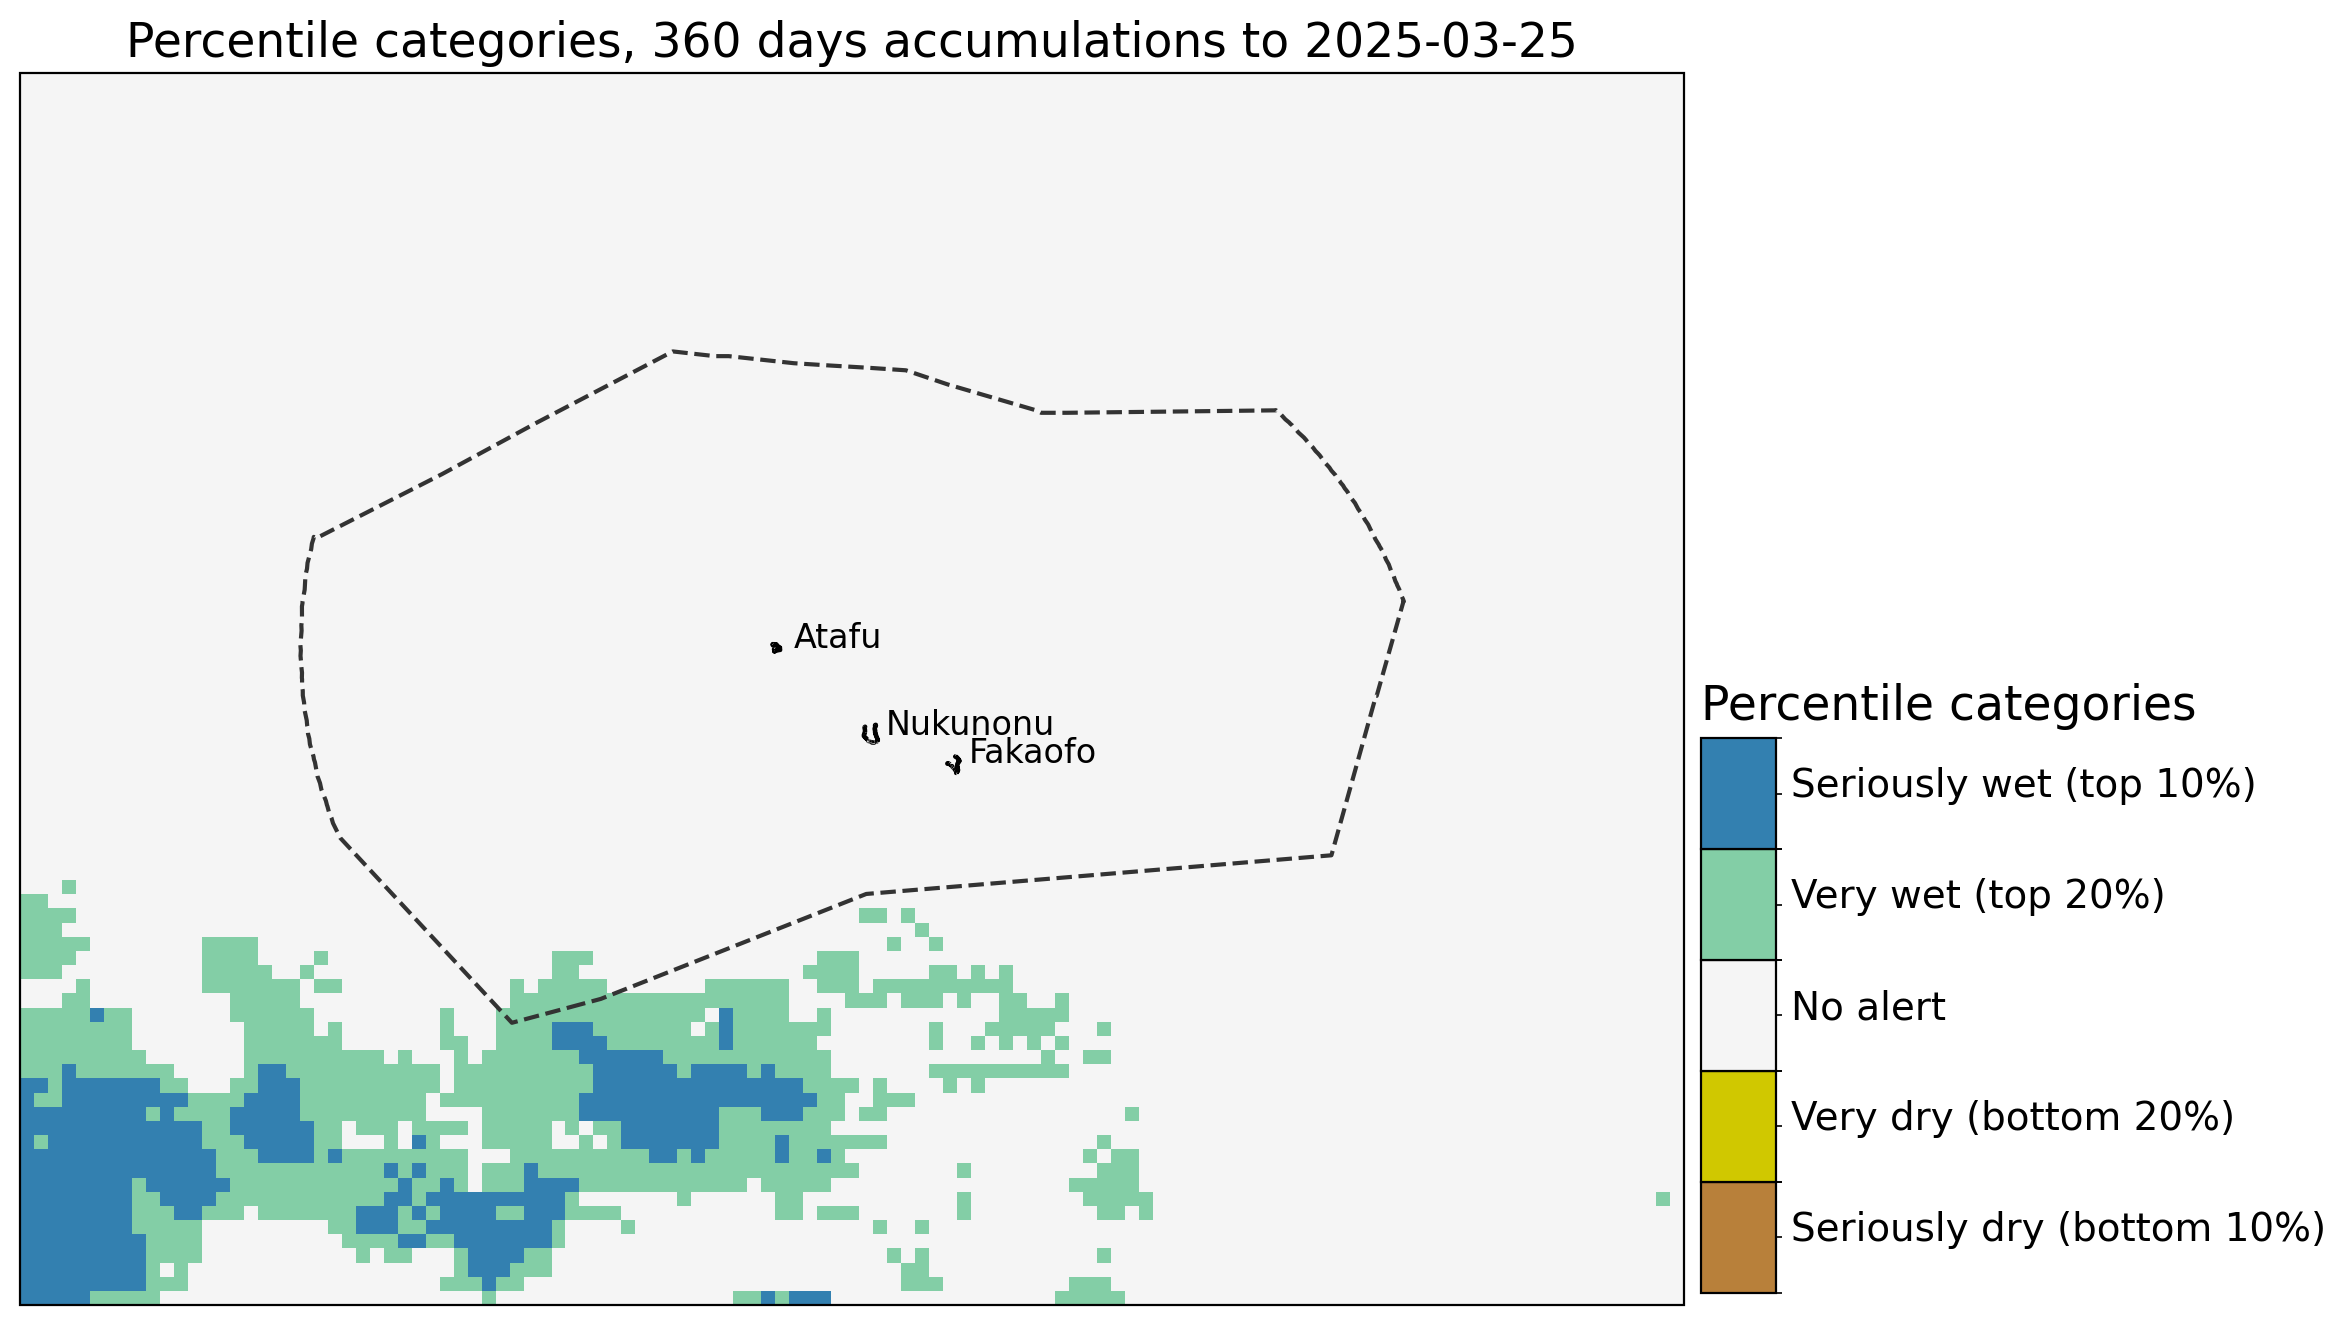 Percentile categories, 360 days accumulations to 2025-03-25
Atafu
Nukunonu
Fakaofo
Percentile categories
Seriously wet (top 10%)
Very wet (top 20%)
No alert
Very dry (bottom 20%)
Seriously dry (bottom 10%)